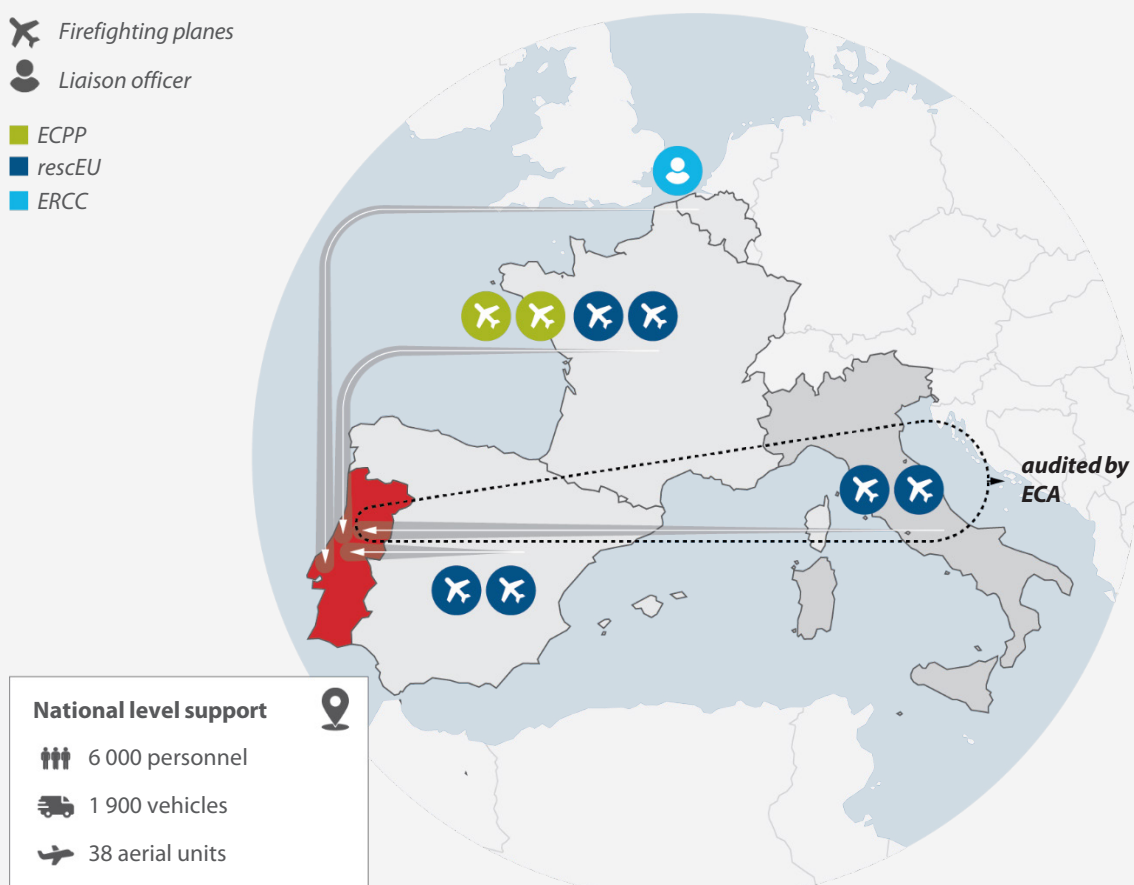 Firefighting planes
Liaison officer
ECPP
rescEU
ERCC
audited by
ECA
National level support
6 000 personnel
1 900 vehicles
38 aerial units